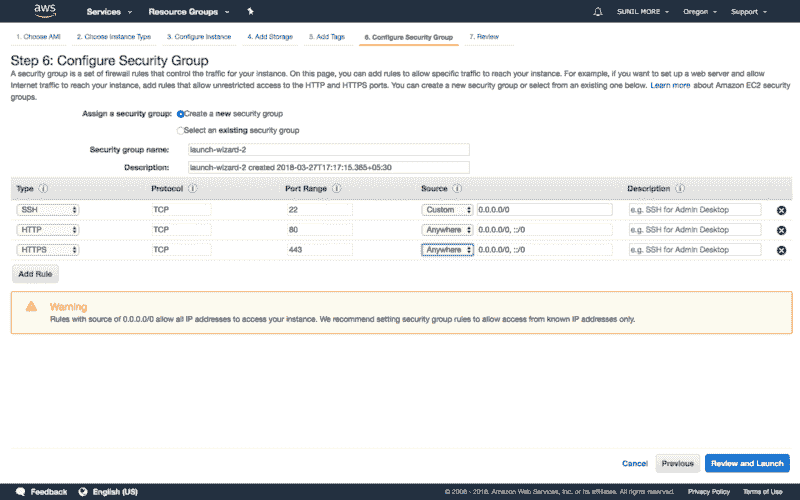 aws Services Resource Groups SUNIL MORE Oregon Support
1. Choose AMI 2. Choose Instance Type 3. Configure Instance 4. Add Storage 5. Add Tags 6. Configure Security Group 7. Review
Step 6: Configure Security Group
A security group is a set of firewall rules that control the traffic for your instance. On this page, you can add rules to allow specific traffic to reach your instance. For example, if you want to set up a web server and allow
Internet traffic to reach your instance, add rules that allow unrestricted access to the HTTP and HTTPS ports. You can create a new security group or select from an existing one below. Learn more about Amazon EC2 security
groups.
Assign a security group: Create a new security group
Select an existing security group
Security group name: launch-wizard-2
Description: launch-wizard-2 created 2018-03-27T17:17:15.365+05:30
Type Protocol Port Range Source Description
SSH TCP 22 Custom 0.0.0.0/0 e.g. SSH for Admin Desktop
HTTP TCP 80 Anywhere 0.0.0.0/0, ::/0 e.g. SSH for Admin Desktop
HTTPS TCP 443 Anywhere 0.0.0.0/0, ::/0 e.g. SSH for Admin Desktop
Add Rule
Warning
Rules with source of 0.0.0.0/0 allow all IP addresses to access your instance. We recommend setting security group rules to allow access from known IP addresses only.
Cancel Previous Review and Launch
Feedback English (US) © 2008 - 2018, Amazon Web Services, Inc. or its affiliates. All rights reserved. Privacy Policy Terms of Use